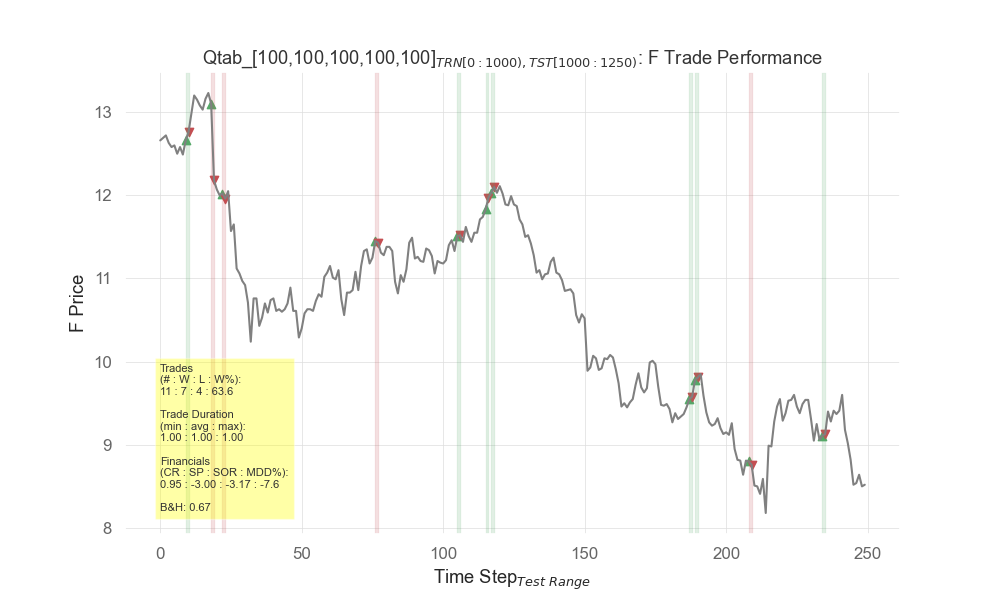 Qtab_[100,100,100,100,100]TRN[0 : 1000), TST[1000 : 1250): F Trade Performance
13
12
11
10
9
8
F Price
Trades
(# : W : L : W%):
11 : 7 : 4 : 63.6
Trade Duration
(min : avg : max):
1.00 : 1.00 : 1.00
Financials
(CR : SP : SOR : MDD%):
0.95 : -3.00 : -3.17 : -7.6
B&H: 0.67
0 50 100 150 200 250
Time StepTest Range